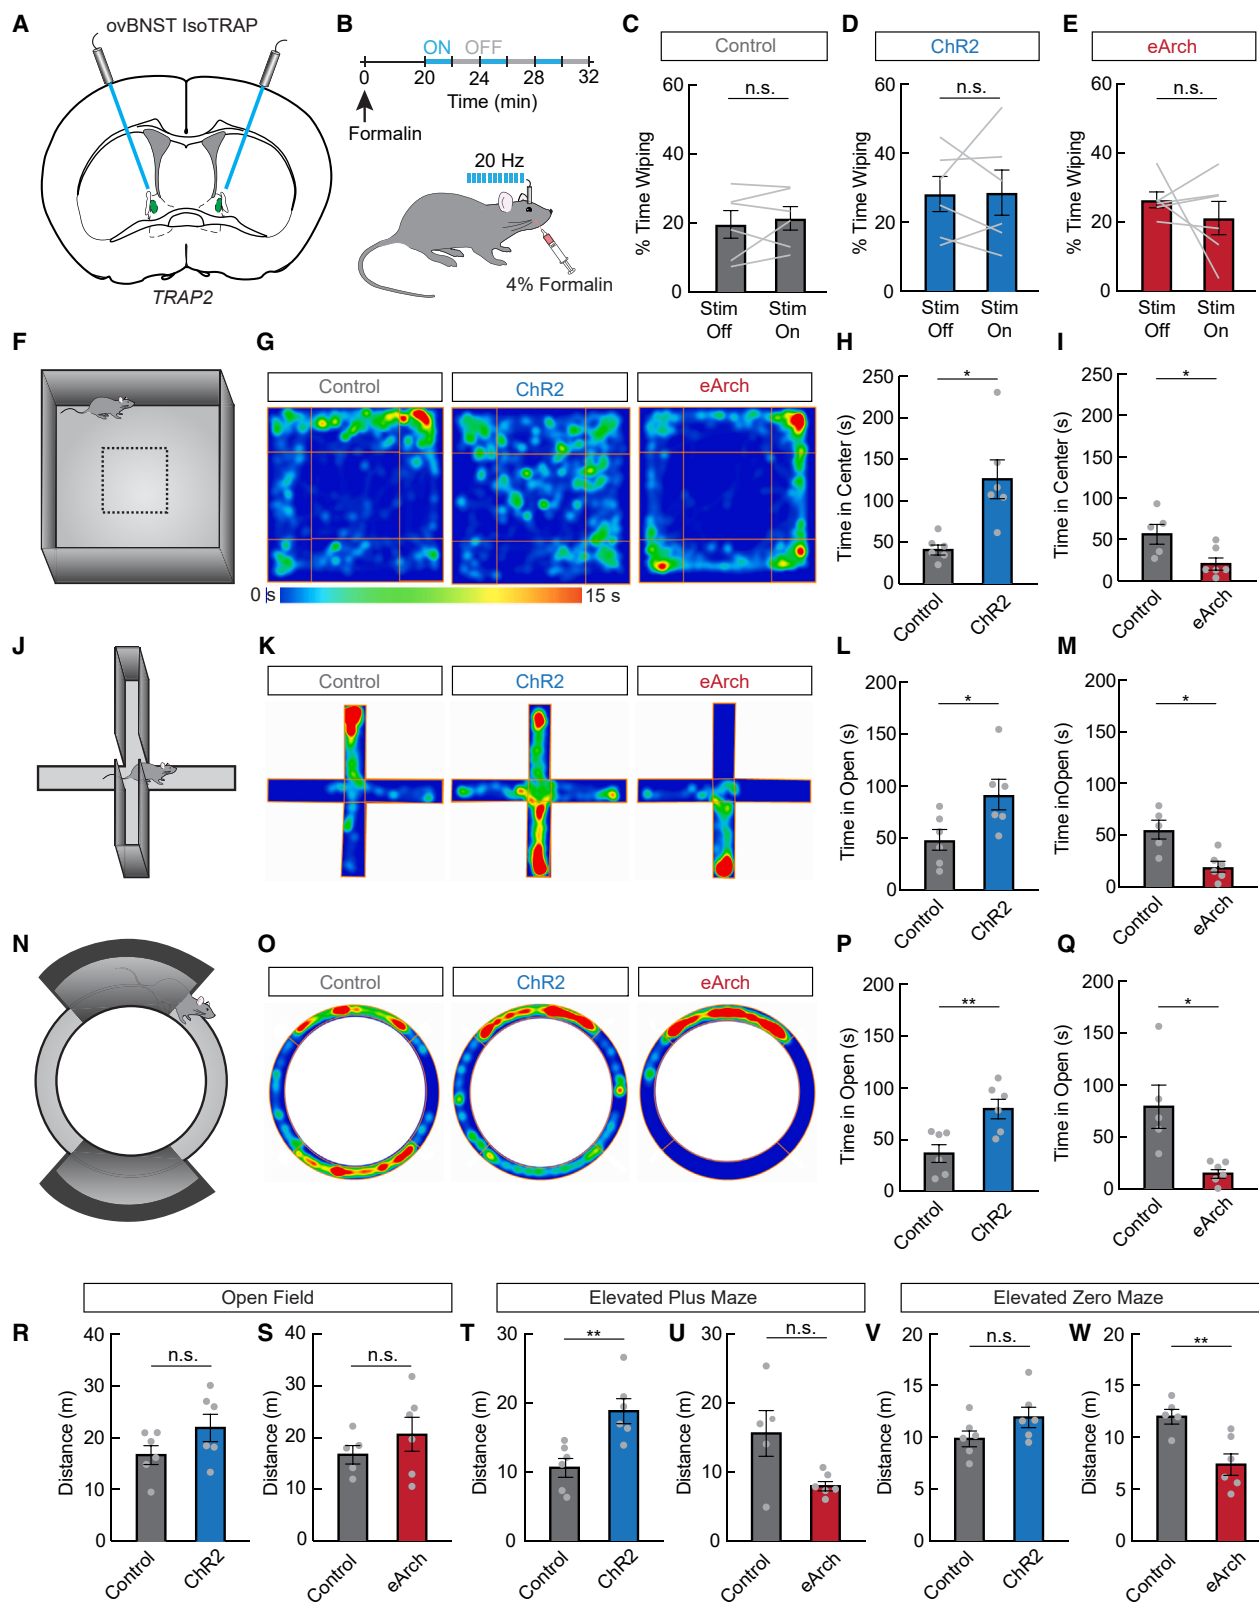 A
ovBNST IsoTRAP
TRAP2
B
ON OFF
0 20 24 28 32
Time (min)
Formalin
20 Hz
4% Formalin
C
Control
n.s.
% Time Wiping
60
40
20
0
Stim Off
Stim On
D
ChR2
n.s.
% Time Wiping
60
40
20
0
Stim Off
Stim On
E
eArch
n.s.
% Time Wiping
60
40
20
0
Stim Off
Stim On
F
G
Control
ChR2
eArch
0 s
15 s
H
*
Time in Center (s)
250
200
150
100
50
0
Control
ChR2
I
*
Time in Center (s)
250
200
150
100
50
0
Control
eArch
J
K
Control
ChR2
eArch
L
*
Time in Open (s)
200
150
100
50
0
Control
ChR2
M
*
Time inOpen (s)
200
150
100
50
0
Control
eArch
N
O
Control
ChR2
eArch
P
**
Time in Open (s)
200
150
100
50
0
Control
ChR2
Q
*
Time in Open (s)
200
150
100
50
0
Control
eArch
Open Field
R
n.s.
Distance (m)
40
30
20
10
0
Control
ChR2
S
n.s.
Distance (m)
40
30
20
10
0
Control
eArch
Elevated Plus Maze
T
**
Distance (m)
30
20
10
0
Control
ChR2
U
n.s.
Distance (m)
30
20
10
0
Control
eArch
Elevated Zero Maze
V
n.s.
Distance (m)
20
15
10
5
0
Control
ChR2
W
**
Distance (m)
20
15
10
5
0
Control
eArch